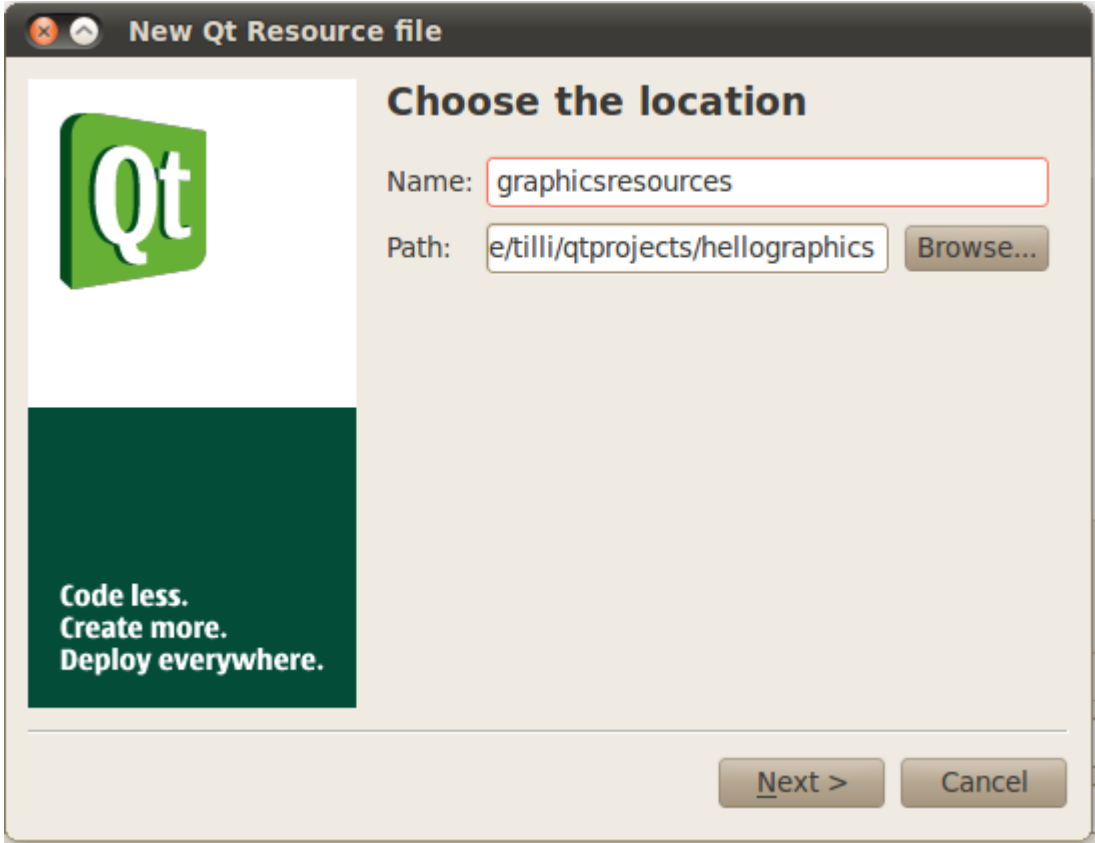 New Qt Resource file
Qt
Choose the location
Name: graphicsresources
Path: e/tilli/qtprojects/hellographics Browse...
Code less.
Create more.
Deploy everywhere.
Next > Cancel